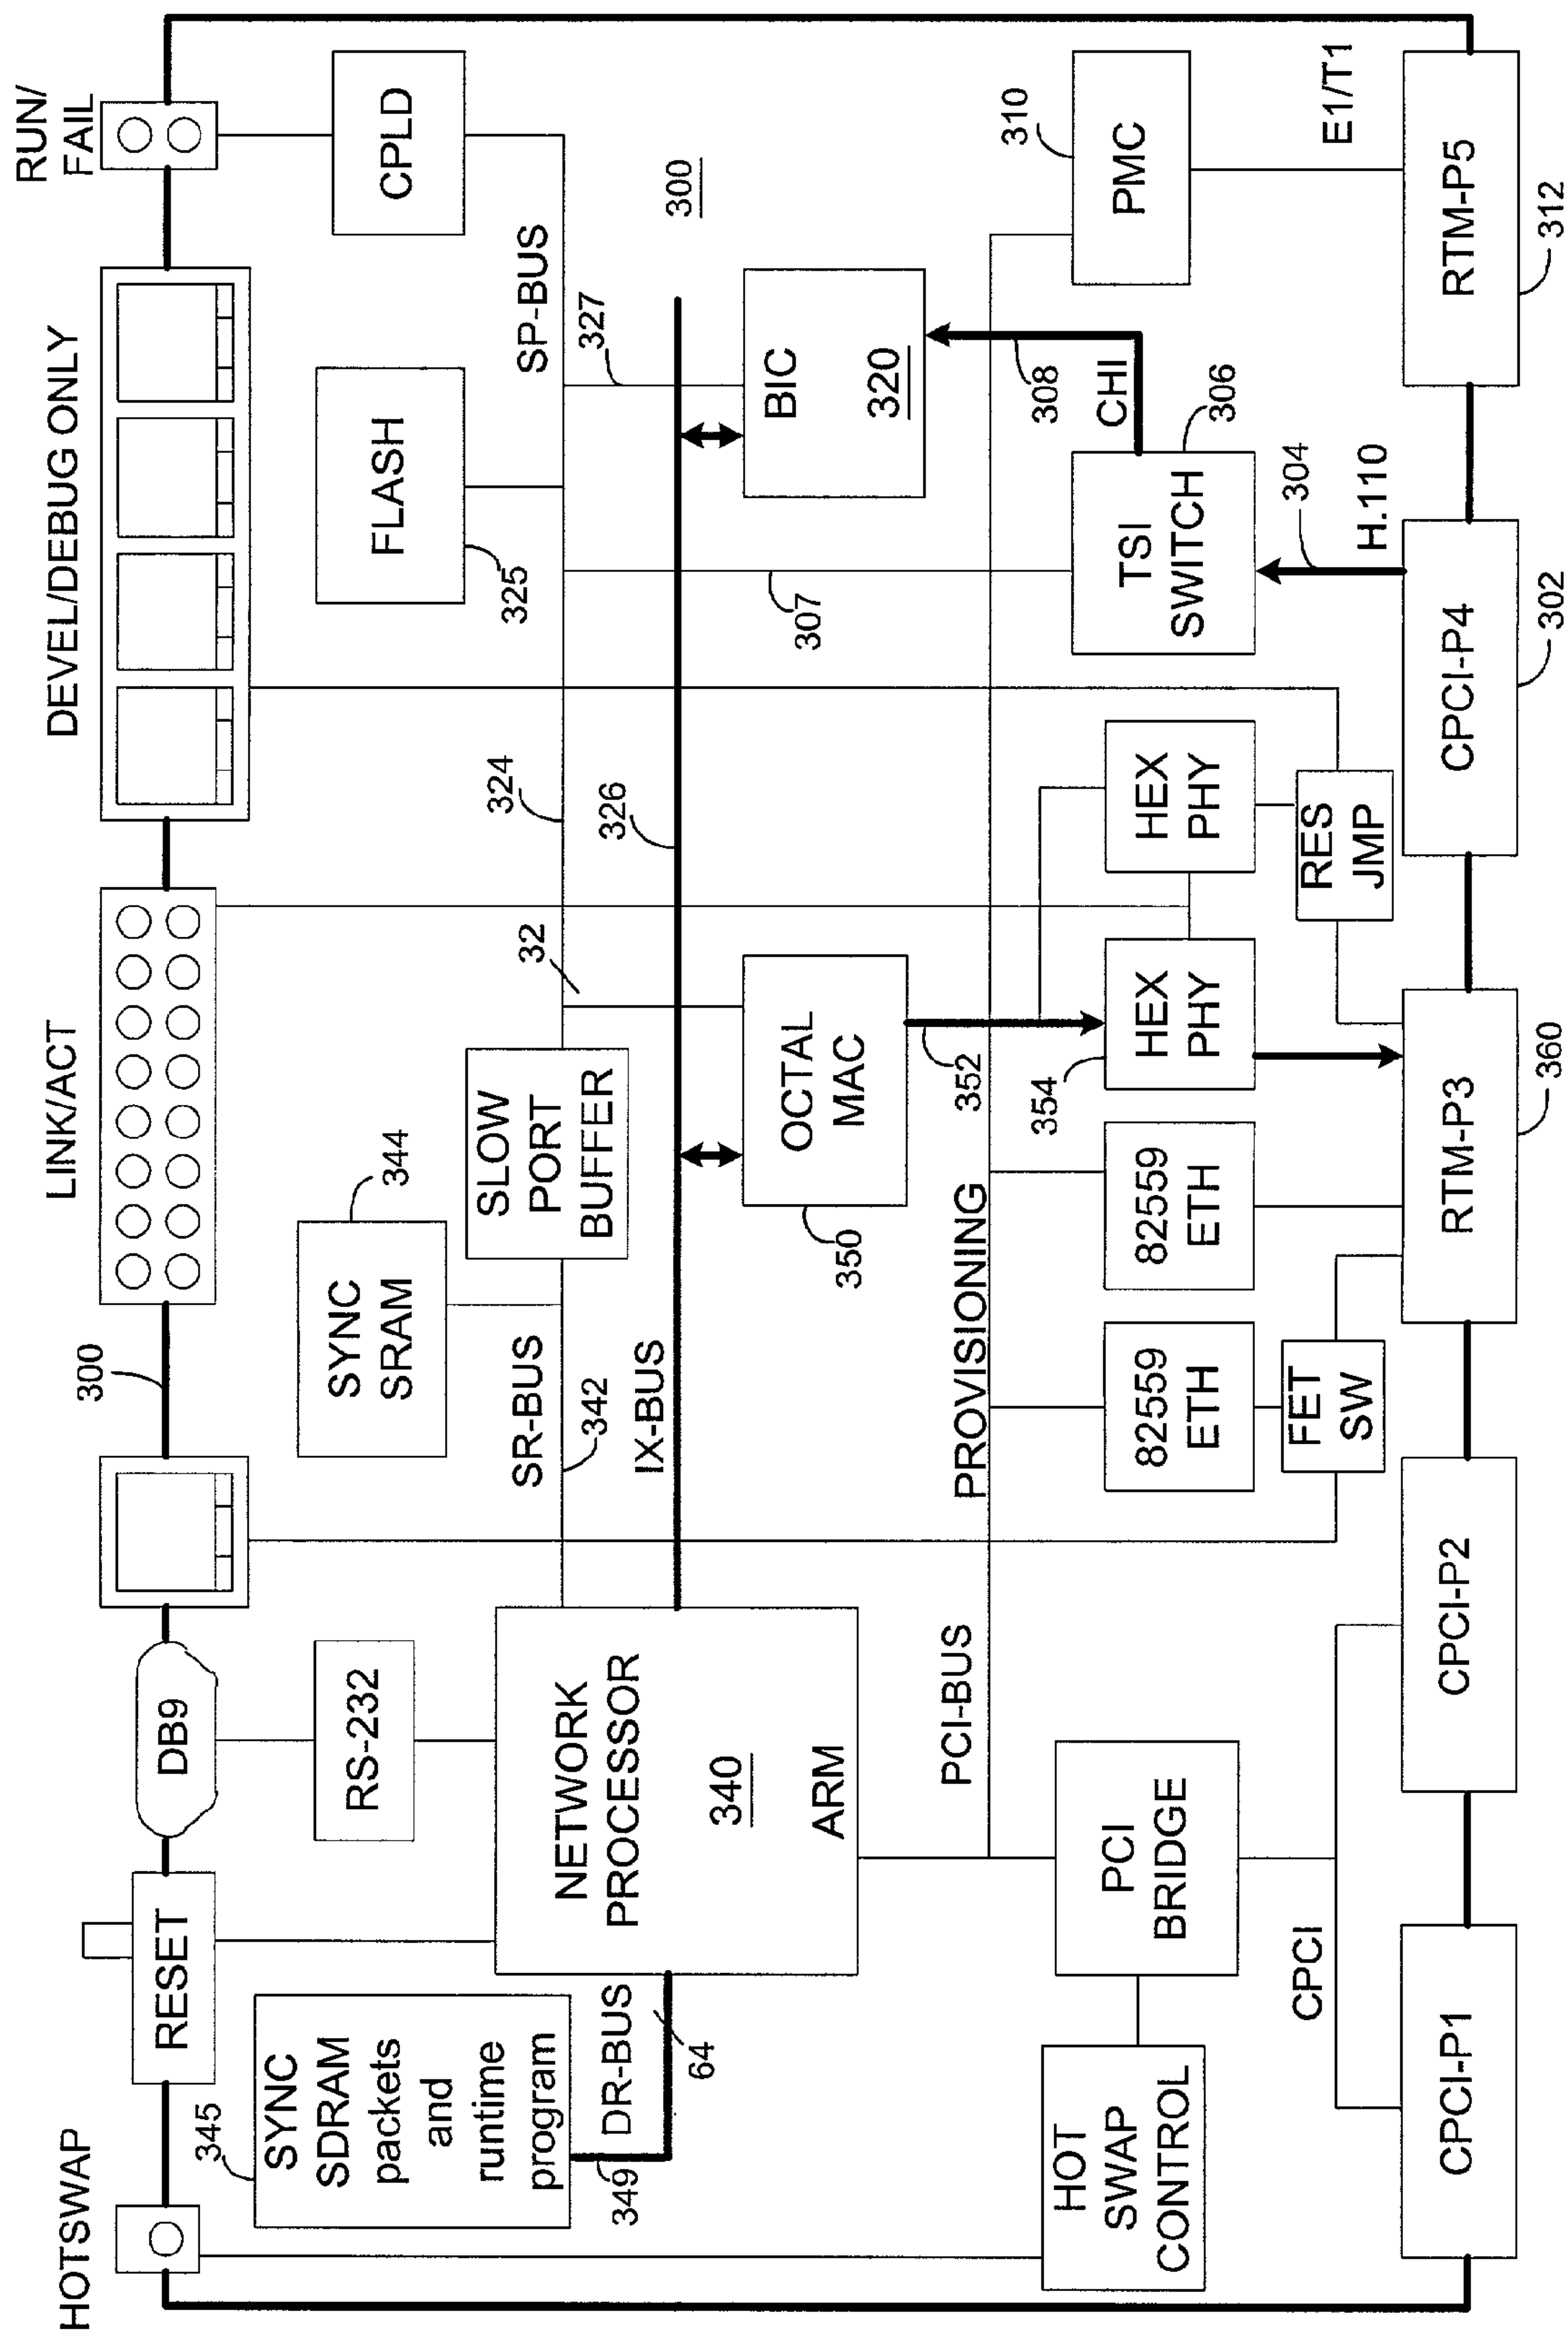 HOTSWAP
RESET
DB9
300
LINK/ACT
DEVEL/DEBUG ONLY
RUN/
FAIL
345
SYNC
SDRAM
packets
and
runtime
program
349
DR-BUS
64
RS-232
NETWORK
PROCESSOR
340
ARM
SYNC
SRAM
344
SR-BUS
342
SLOW
PORT
BUFFER
32
324
FLASH
325
SP-BUS
CPLD
IX-BUS
326
327
300
OCTAL
MAC
350
352
BIC
320
308
CHI
307
PCI-BUS
PROVISIONING
310
PMC
HOT
SWAP
CONTROL
PCI
BRIDGE
CPCI
82559
ETH
82559
ETH
354
HEX
PHY
HEX
PHY
TSI
SWITCH
306
FET
SW
RES
JMP
304
H.110
E1/T1
CPCI-P1
CPCI-P2
RTM-P3
360
CPCI-P4
302
RTM-P5
312